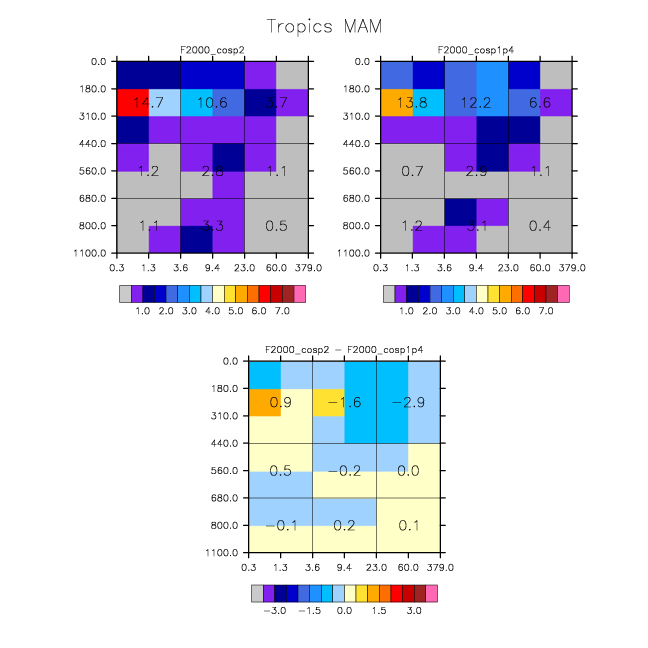 Tropics MAM
F2000_cosp2
0.0
180.0
310.0
440.0
560.0
680.0
800.0
1100.0
14.7 10.6 3.7
1.2 2.8 1.1
1.1 3.3 0.5
0.3 1.3 3.6 9.4 23.0 60.0 379.0
1.0 2.0 3.0 4.0 5.0 6.0 7.0
F2000_cosp1p4
0.0
180.0
310.0
440.0
560.0
680.0
800.0
1100.0
13.8 12.2 6.6
0.7 2.9 1.1
1.2 3.1 0.4
0.3 1.3 3.6 9.4 23.0 60.0 379.0
1.0 2.0 3.0 4.0 5.0 6.0 7.0
F2000_cosp2 − F2000_cosp1p4
0.0
180.0
310.0
440.0
560.0
680.0
800.0
1100.0
0.9 −1.6 −2.9
0.5 −0.2 0.0
−0.1 0.2 0.1
0.3 1.3 3.6 9.4 23.0 60.0 379.0
−3.0 −1.5 0.0 1.5 3.0